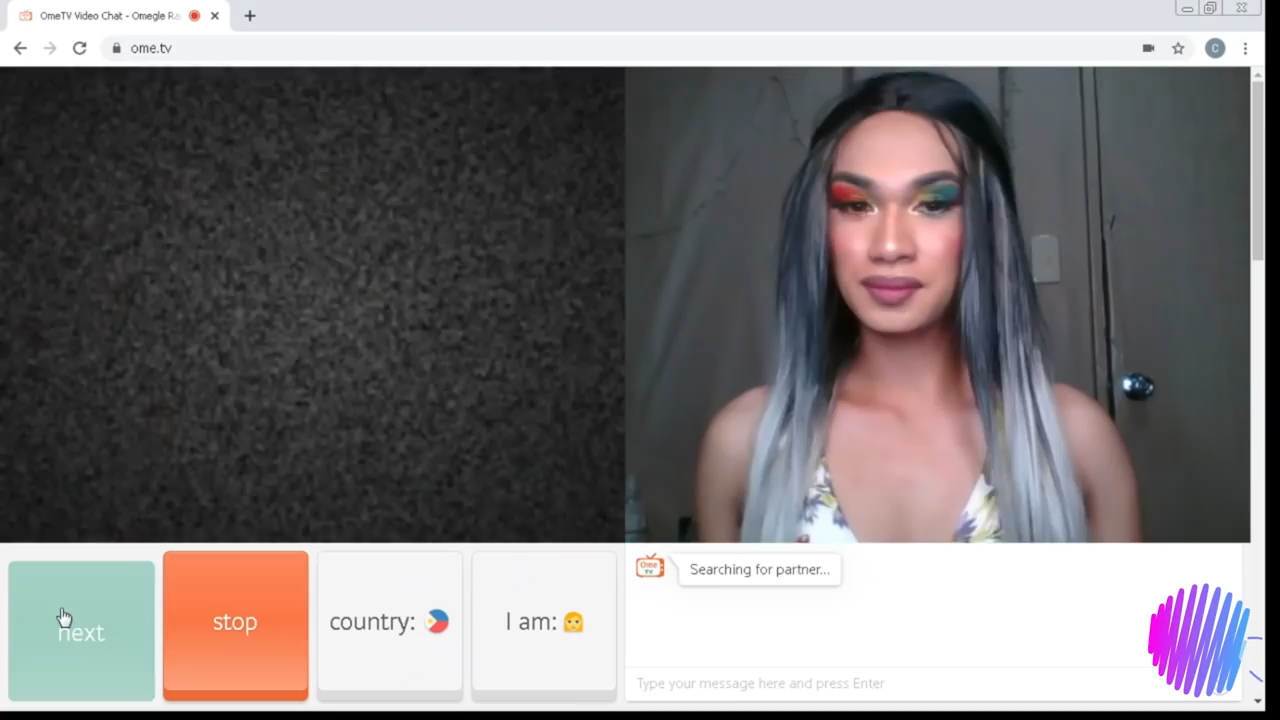 OmeTV Video Chat - Omegle Ra
ome.tv
C
Ome
TV
Searching for partner...
next
stop
country:
I am:
Type your message here and press Enter